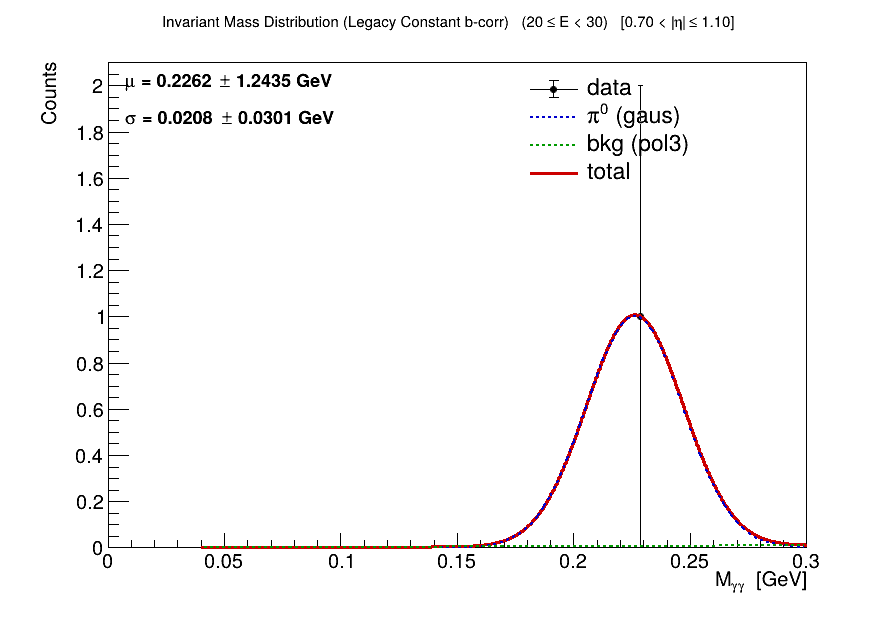 Invariant Mass Distribution (Legacy Constant b-corr) (20 ≤ E < 30) [0.70 < |η| ≤ 1.10]
Counts
μ = 0.2262 ± 1.2435 GeV
σ = 0.0208 ± 0.0301 GeV
data
π⁰ (gaus)
bkg (pol3)
total
2
1.8
1.6
1.4
1.2
1
0.8
0.6
0.4
0.2
0
0 0.05 0.1 0.15 0.2 0.25 0.3
M_γγ [GeV]